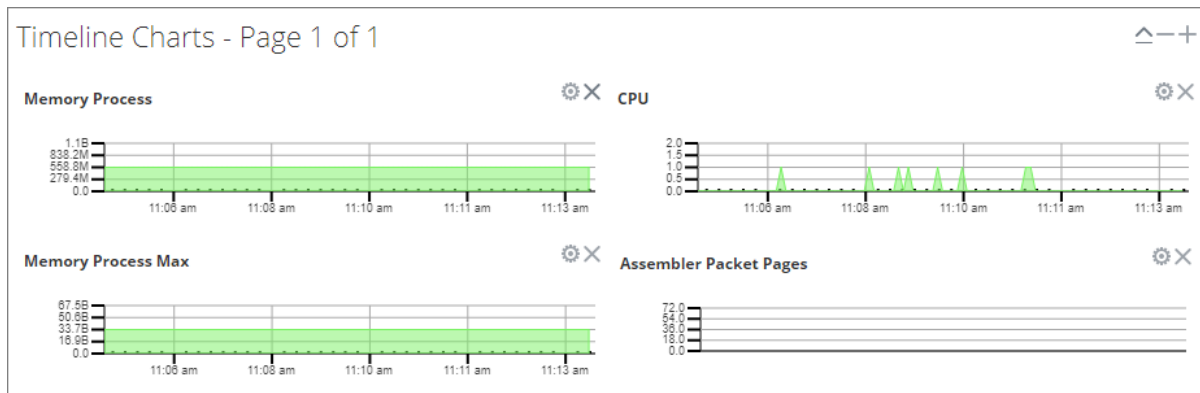 Timeline Charts - Page 1 of 1
Memory Process
1.1B
838.2M
558.8M
279.4M
0.0
11:06 am 11:08 am 11:10 am 11:11 am 11:13 am
CPU
2.0
1.5
1.0
0.5
0.0
11:06 am 11:08 am 11:10 am 11:11 am 11:13 am
Memory Process Max
67.5B
50.6B
33.7B
16.9B
0.0
11:06 am 11:08 am 11:10 am 11:11 am 11:13 am
Assembler Packet Pages
72.0
54.0
36.0
18.0
0.0